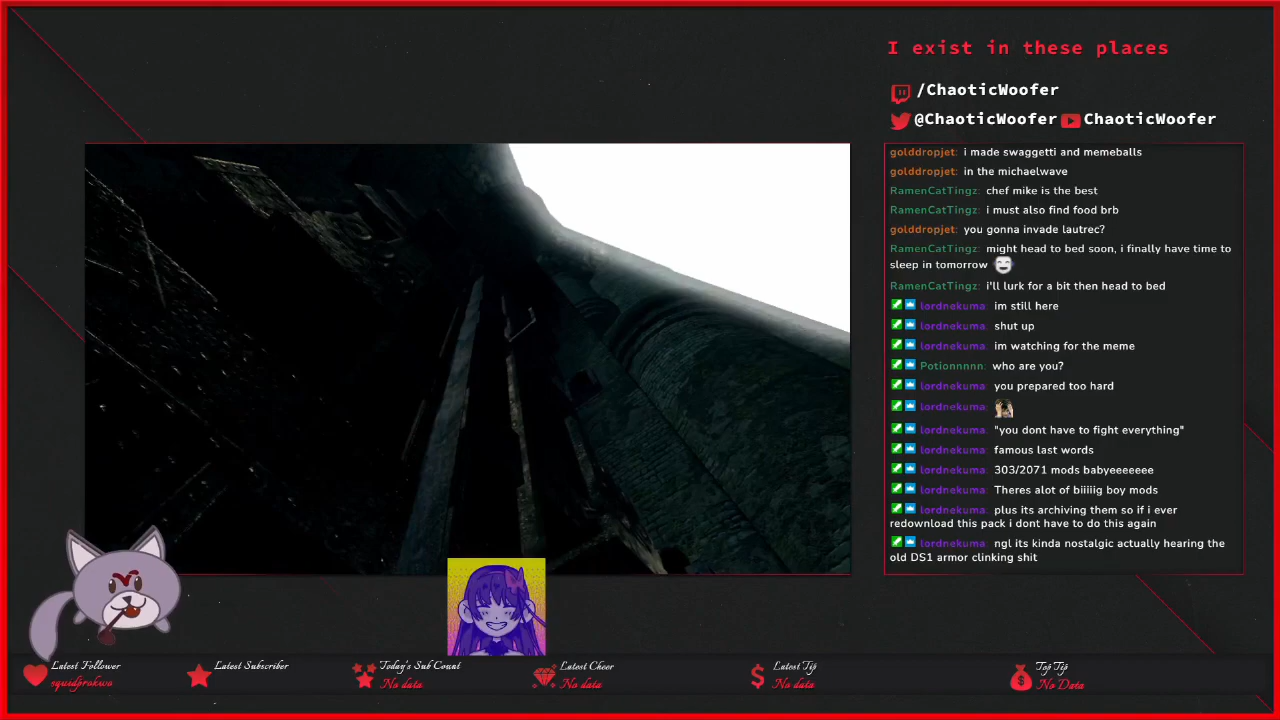 I exist in these places
/ChaoticWoofer
@ChaoticWoofer ChaoticWoofer
golddropjet: i made swaggetti and memeballs
golddropjet: in the michaelwave
RamenCatTingz: chef mike is the best
RamenCatTingz: i must also find food brb
golddropjet: you gonna invade lautrec?
RamenCatTingz: might head to bed soon, i finally have time to
sleep in tomorrow
RamenCatTingz: i'll lurk for a bit then head to bed
lordnekuma: im still here
lordnekuma: shut up
lordnekuma: im watching for the meme
Potionnnnn: who are you?
lordnekuma: you prepared too hard
lordnekuma:
lordnekuma: "you dont have to fight everything"
lordnekuma: famous last words
lordnekuma: 303/2071 mods babyeeeeee
lordnekuma: Theres alot of biiiiig boy mods
lordnekuma: plus its archiving them so if i ever
redownload this pack i dont have to do this again
lordnekuma: ngl its kinda nostalgic actually hearing the
old DS1 armor clinking shit
Latest Follower
squidprokwo
Latest Subscriber
Today's Sub Count
No data
Latest Cheer
No data
Latest Tip
No data
Top Tip
No Data